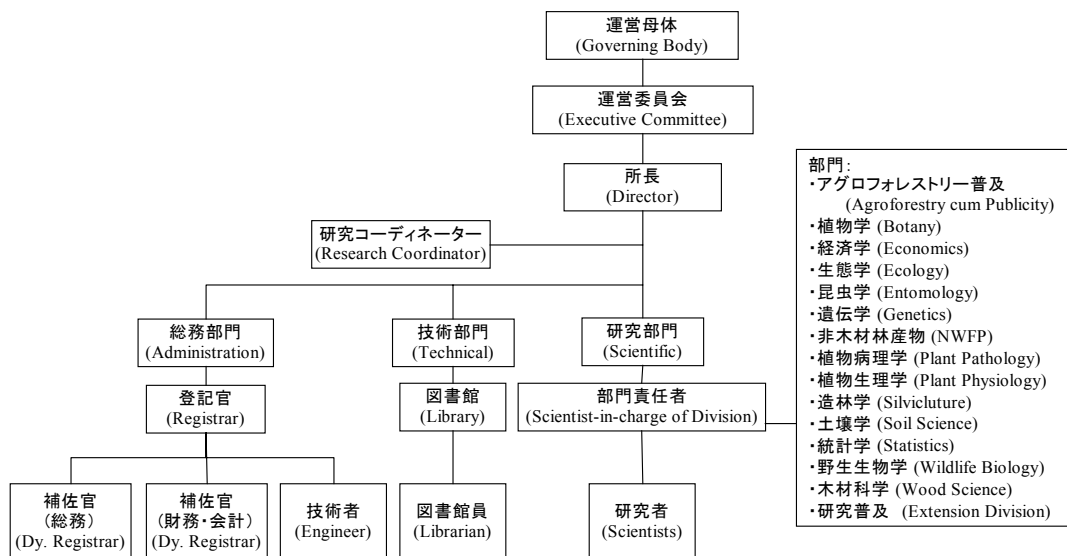 運営母体
(Governing Body)
運営委員会
(Executive Committee)
所長
(Director)
研究コーディネーター
(Research Coordinator)
総務部門
(Administration)
技術部門
(Technical)
研究部門
(Scientific)
登記官
(Registrar)
図書館
(Library)
部門責任者
(Scientist-in-charge of Division)
補佐官
(総務)
(Dy. Registrar)
補佐官
(財務・会計)
(Dy. Registrar)
技術者
(Engineer)
図書館員
(Librarian)
研究者
(Scientists)
部門:
・アグロフォレストリー普及
(Agroforestry cum Publicity)
・植物学 (Botany)
・経済学 (Economics)
・生態学 (Ecology)
・昆虫学 (Entomology)
・遺伝学 (Genetics)
・非木材林産物 (NWFP)
・植物病理学 (Plant Pathology)
・植物生理学 (Plant Physiology)
・造林学 (Silvicluture)
・土壌学 (Soil Science)
・統計学 (Statistics)
・野生生物学 (Wildlife Biology)
・木材科学 (Wood Science)
・研究普及 (Extension Division)